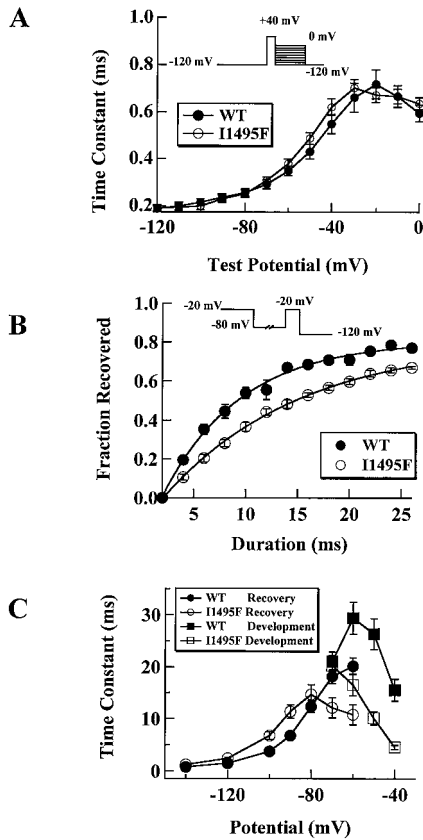 A
Time Constant (ms)
1.0
0.8
0.6
0.4
0.2
+40 mV
0 mV
-120 mV
-120 mV
WT
I1495F
-120
-80
-40
0
Test Potential (mV)
B
Fraction Recovered
1.0
0.8
0.6
0.4
0.2
0.0
-20 mV
-20 mV
-80 mV
-120 mV
WT
I1495F
5
10
15
20
25
Duration (ms)
C
Time Constant (ms)
30
20
10
0
WT Recovery
I1495F Recovery
WT Development
I1495F Development
-120
-80
-40
Potential (mV)